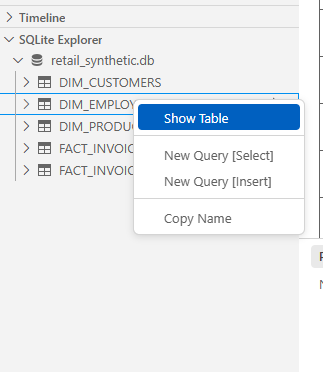 Timeline
SQLite Explorer
retail_synthetic.db
DIM_CUSTOMERS
DIM_EMPLOY
DIM_PRODU
FACT_INVOIC
FACT_INVOIC
Show Table
New Query [Select]
New Query [Insert]
Copy Name